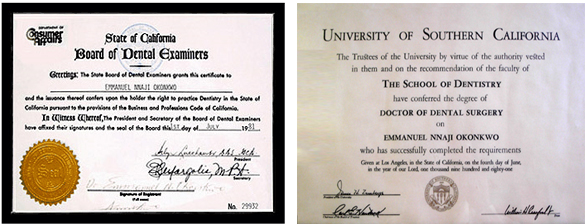 DEPARTMENT OF
Consumer
Affairs
State of California
Board of Dental Examiners
Greetings: The State Board of Dental Examiners grants this certificate to
EMMANUEL NNAJI OKONKWO
and the issuance thereof confers upon the holder the right to practice Dentistry in the State of
California pursuant to the provisions of the Business and Professions Code of California.
In Witness Whereof, The President and Secretary of the Board of Dental Examiners
have affixed their signatures and the seal of the Board this 1st day of JULY 1981
President
Secretary
Signature of Registrant
(Full name)
No. 29932
UNIVERSITY OF SOUTHERN CALIFORNIA
The Trustees of the University by virtue of the authority vested
in them and on the recommendation of the faculty of
THE SCHOOL OF DENTISTRY
have conferred the degree of
DOCTOR OF DENTAL SURGERY
on
EMMANUEL NNAJI OKONKWO
who has successfully completed the requirements
Given at Los Angeles, in the State of California, on the fourth day of June,
in the year of our Lord, one thousand nine hundred and eighty-one